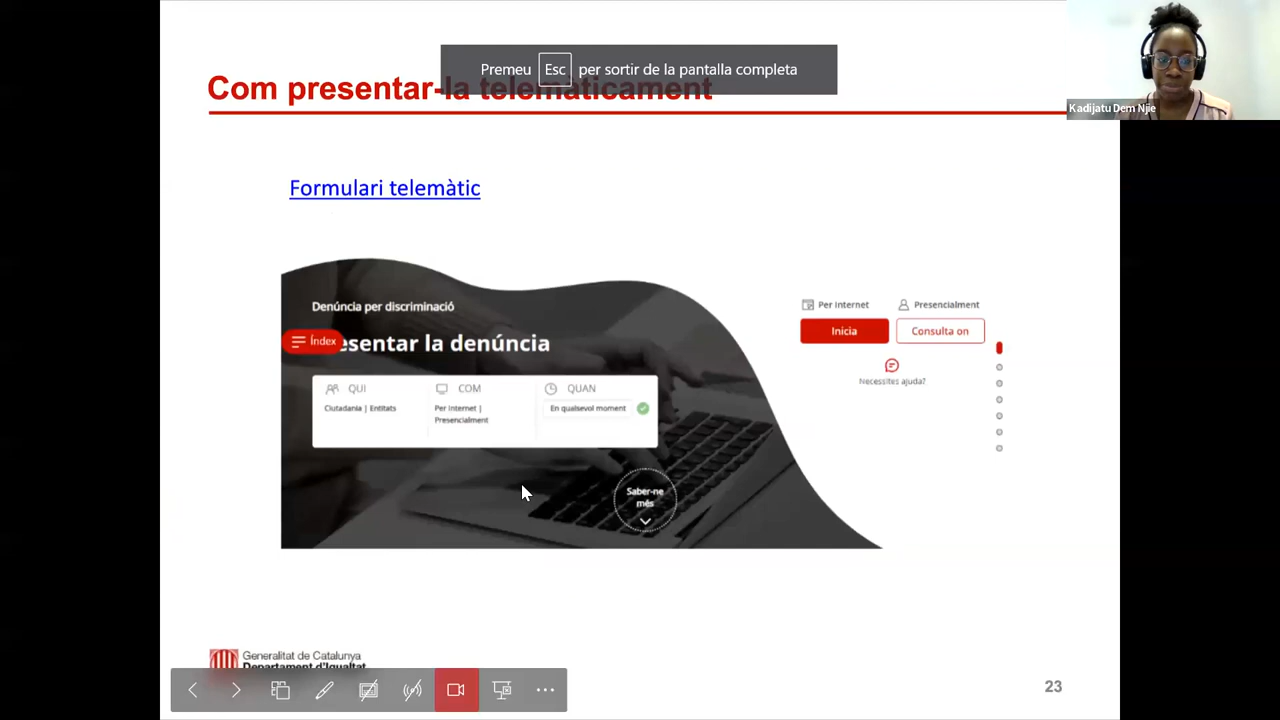 Premeu Esc per sortir de la pantalla completa
Com presentar-la telemàticament
Kadijatu Dem Njie
Formulari telemàtic
Denúncia per discriminació
Índex
esentar la denúncia
QUI
Ciutadania | Entitats
COM
Per Internet |
Presencialment
QUAN
En qualsevol moment
Saber-ne
més
Per Internet
Presencialment
Inicia
Consulta on
Necessites ajuda?
Generalitat de Catalunya
Departament d'Igualtat
23